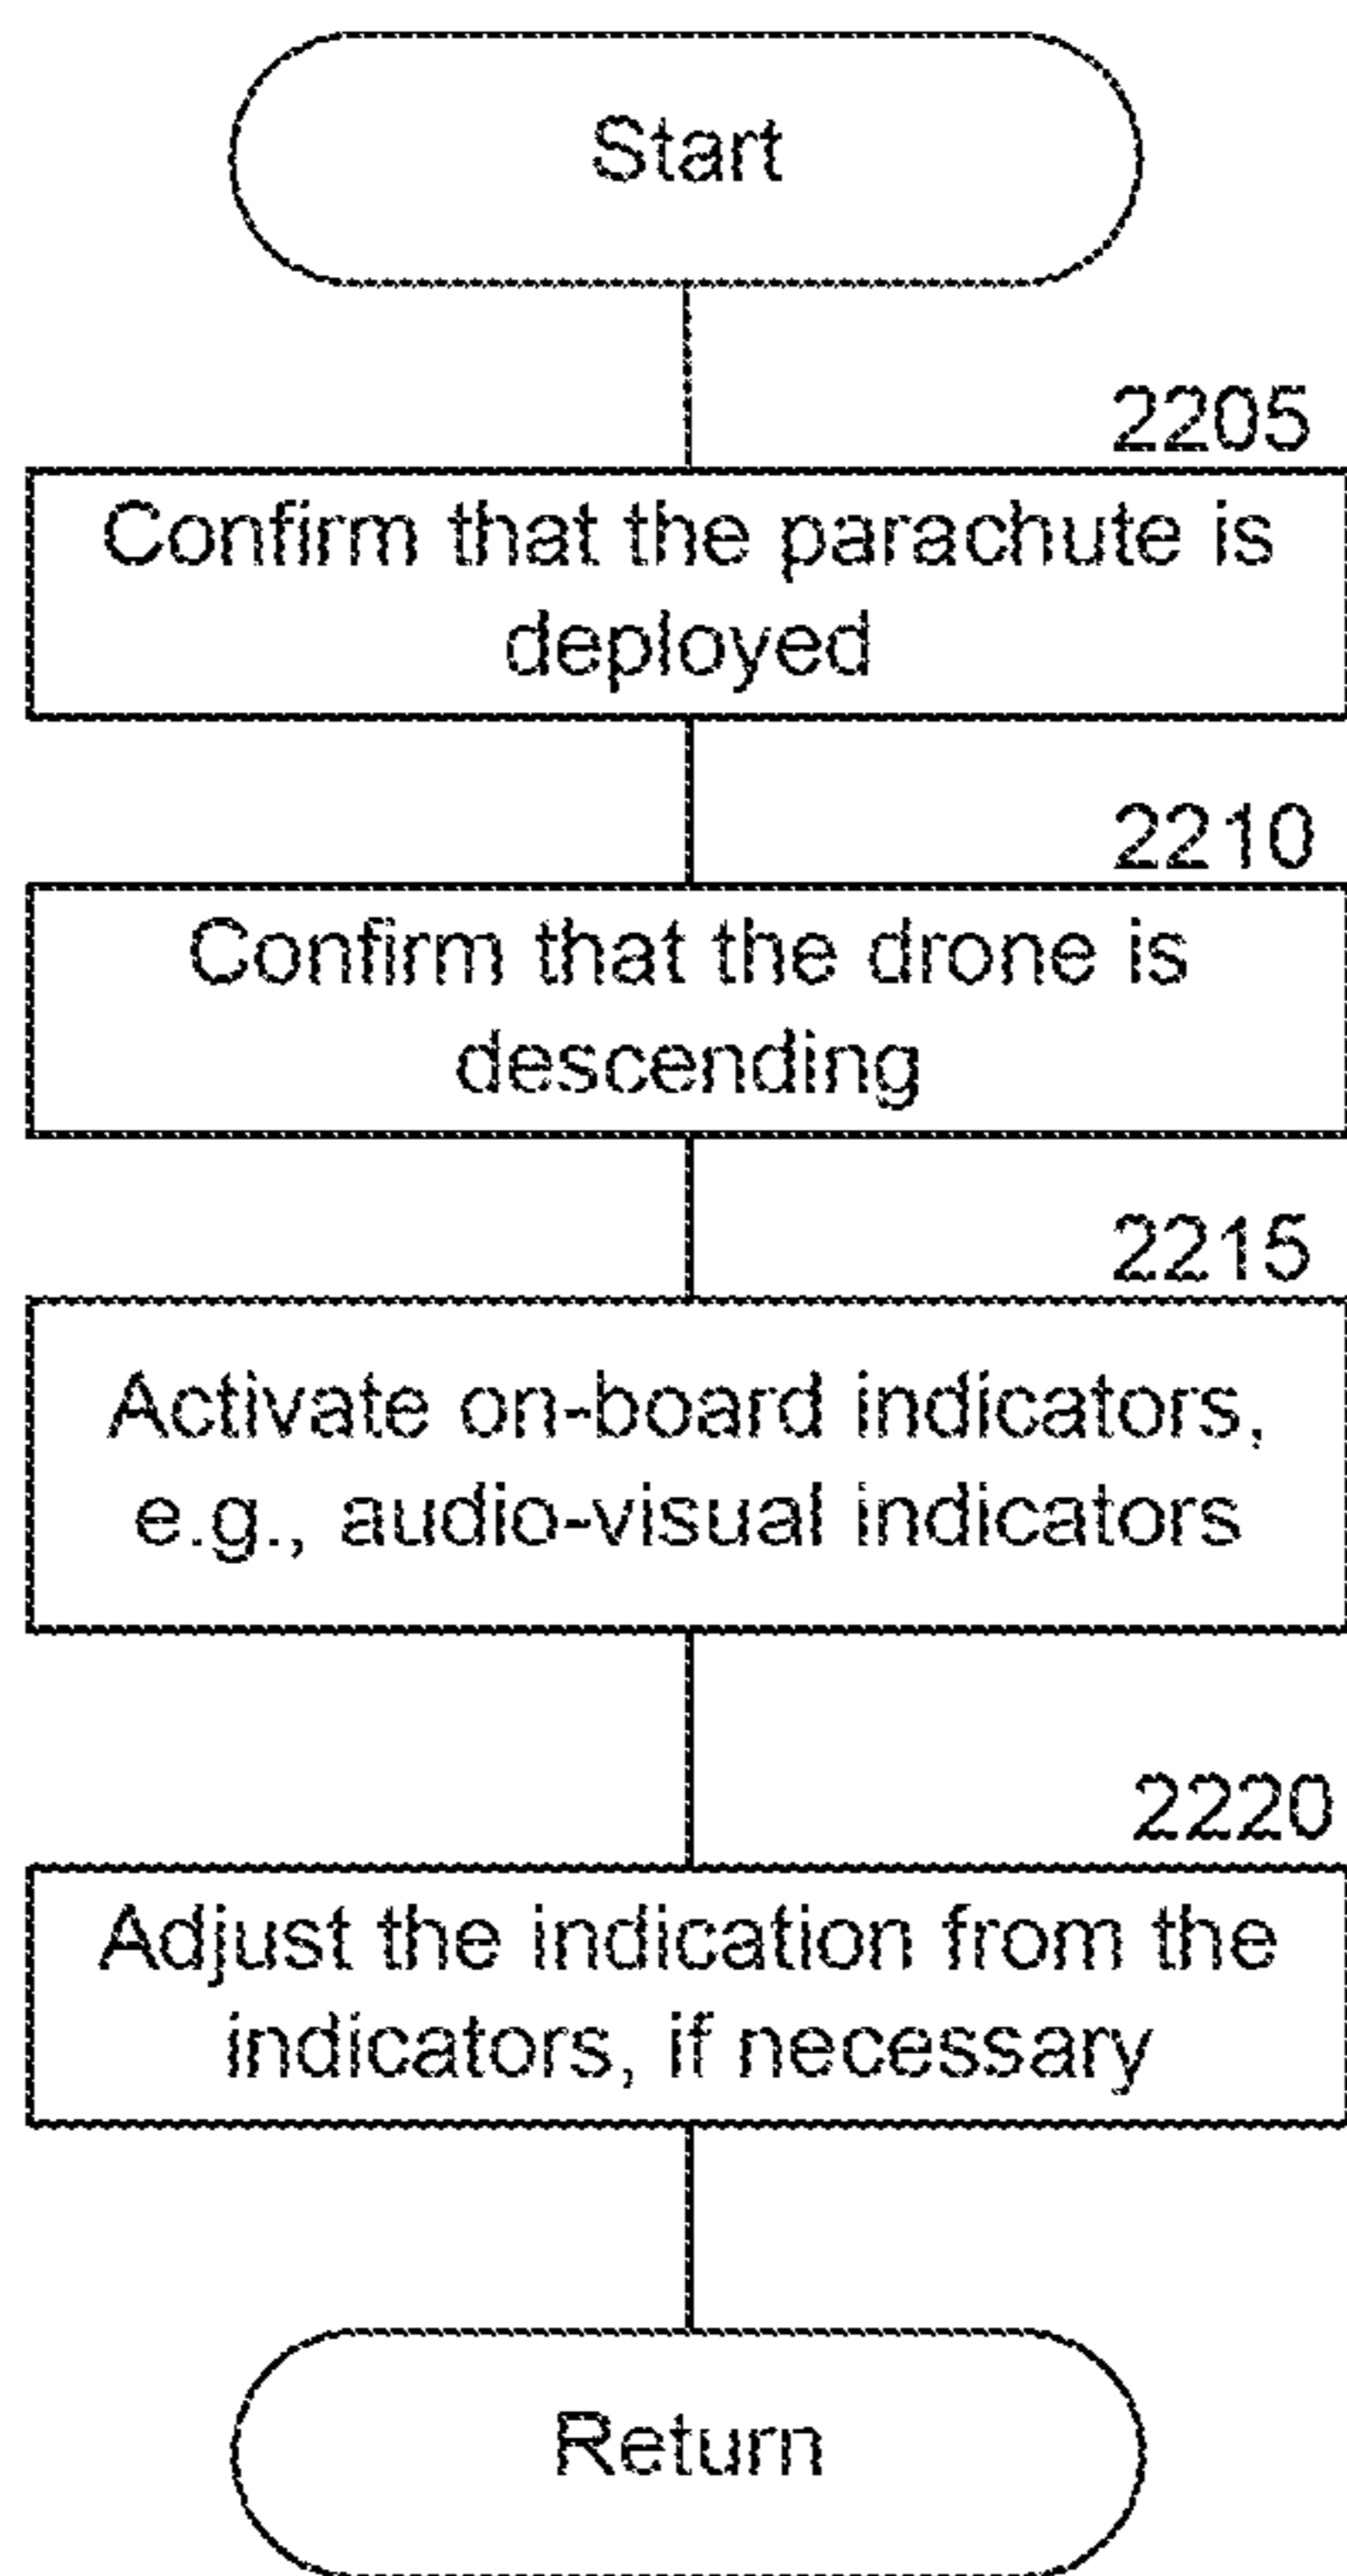 Start
2205
Confirm that the parachute is
deployed
2210
Confirm that the drone is
descending
2215
Activate on-board indicators,
e.g., audio-visual indicators
2220
Adjust the indication from the
indicators, if necessary
Return